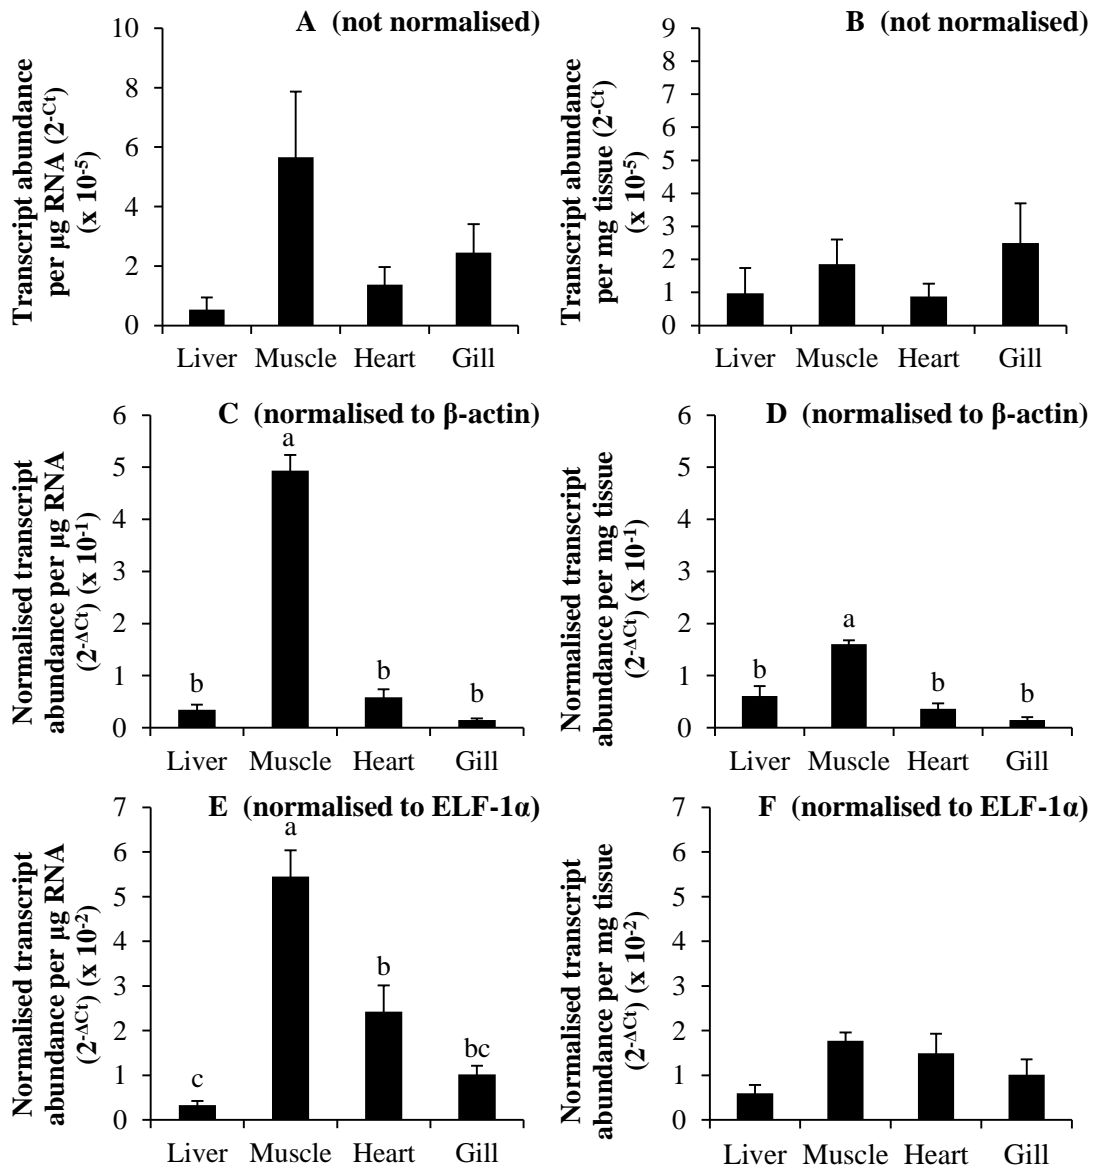 A (not normalised)
Transcript abundance
per µg RNA (2-Ct)
(x 10-5)
10
8
6
4
2
0
Liver Muscle Heart Gill
B (not normalised)
Transcript abundance
per mg tissue (2-Ct)
(x 10-5)
9
8
7
6
5
4
3
2
1
0
Liver Muscle Heart Gill
C (normalised to β-actin)
Normalised transcript
abundance per µg RNA
(2-ΔCt) (x 10-1)
6
5
4
3
2
1
0
b
a
b
b
Liver Muscle Heart Gill
D (normalised to β-actin)
Normalised transcript
abundance per mg tissue
(2-ΔCt) (x 10-1)
6
5
4
3
2
1
0
b
a
b
b
Liver Muscle Heart Gill
E (normalised to ELF-1α)
Normalised transcript
abundance per µg RNA
(2-ΔCt) (x 10-2)
7
6
5
4
3
2
1
0
c
a
b
bc
Liver Muscle Heart Gill
F (normalised to ELF-1α)
Normalised transcript
abundance per mg tissue
(2-ΔCt) (x 10-2)
7
6
5
4
3
2
1
0
Liver Muscle Heart Gill